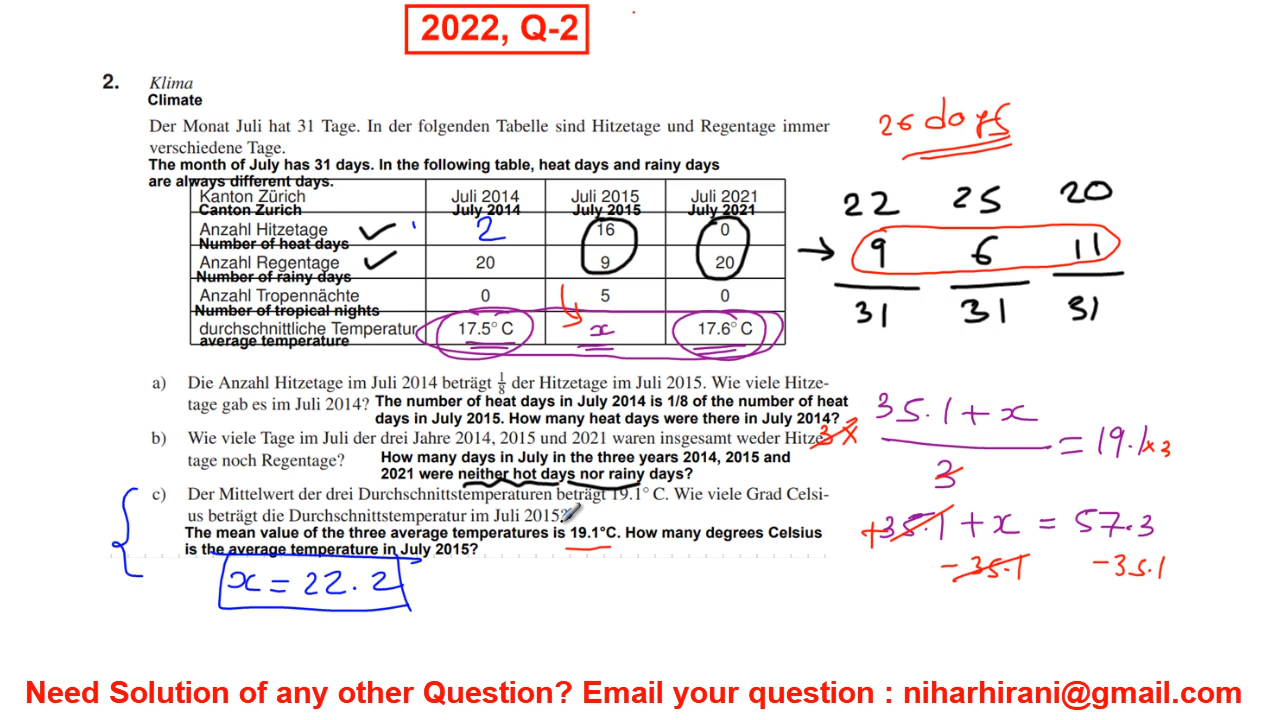 2022, Q-2
2. Klima
Climate
Der Monat Juli hat 31 Tage. In der folgenden Tabelle sind Hitzetage und Regentage immer
verschiedene Tage.
The month of July has 31 days. In the following table, heat days and rainy days
are always different days.
Kanton Zürich Juli 2014 Juli 2015 Juli 2021
Canton Zurich July 2014 July 2015 July 2021
Anzahl Hitzetage 2 16 0
Number of heat days
Anzahl Regentage 20 9 20
Number of rainy days
Anzahl Tropennächte 0 5 0
Number of tropical nights
durchschnittliche Temperatur 17.5° C x 17.6° C
average temperature
26 days
22 25 20
→ 9 6 11
31 31 31
a) Die Anzahl Hitzetage im Juli 2014 beträgt 1/8 der Hitzetage im Juli 2015. Wie viele Hitze-
tage gab es im Juli 2014? The number of heat days in July 2014 is 1/8 of the number of heat
days in July 2015. How many heat days were there in July 2014?
b) Wie viele Tage im Juli der drei Jahre 2014, 2015 und 2021 waren insgesamt weder Hitze-
tage noch Regentage? How many days in July in the three years 2014, 2015 and
2021 were neither hot days nor rainy days?
c) Der Mittelwert der drei Durchschnittstemperaturen beträgt 19.1° C. Wie viele Grad Celsi-
us beträgt die Durchschnittstemperatur im Juli 2015?
The mean value of the three average temperatures is 19.1°C. How many degrees Celsius
is the average temperature in July 2015?
x = 22.2
35.1 + x
3 × = 19.1 × 3
3
+35.1 + x = 57.3
-35.1 -35.1
Need Solution of any other Question? Email your question : niharhirani@gmail.com